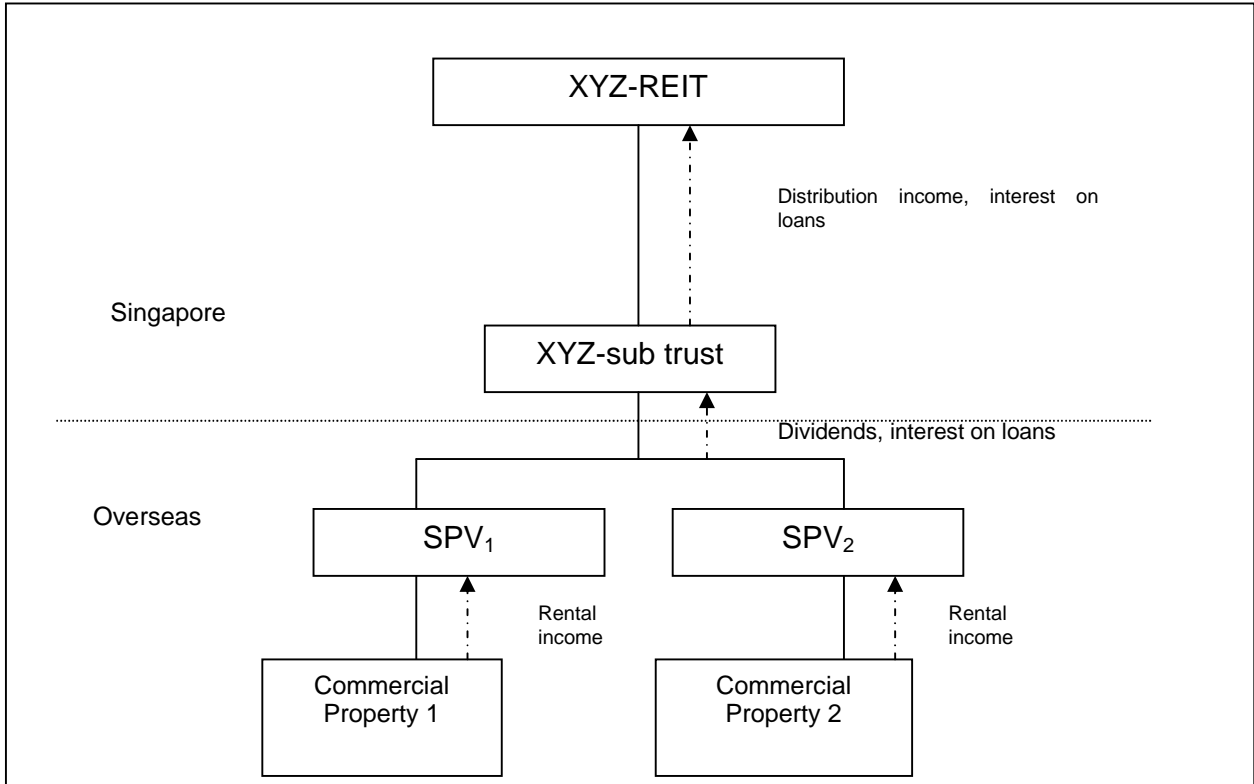 XYZ-REIT
Distribution income, interest on
loans
Singapore
XYZ-sub trust
Dividends, interest on loans
Overseas
SPV₁
SPV₂
Rental
income
Rental
income
Commercial
Property 1
Commercial
Property 2